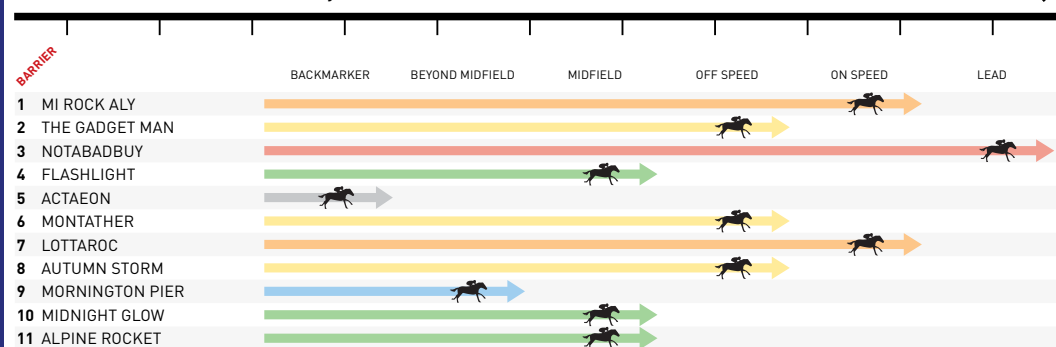 BARRIER
BACKMARKER BEYOND MIDFIELD MIDFIELD OFF SPEED ON SPEED LEAD
1 MI ROCK ALY
2 THE GADGET MAN
3 NOTABADBUY
4 FLASHLIGHT
5 ACTAEON
6 MONTATHER
7 LOTTAROC
8 AUTUMN STORM
9 MORNINGTON PIER
10 MIDNIGHT GLOW
11 ALPINE ROCKET